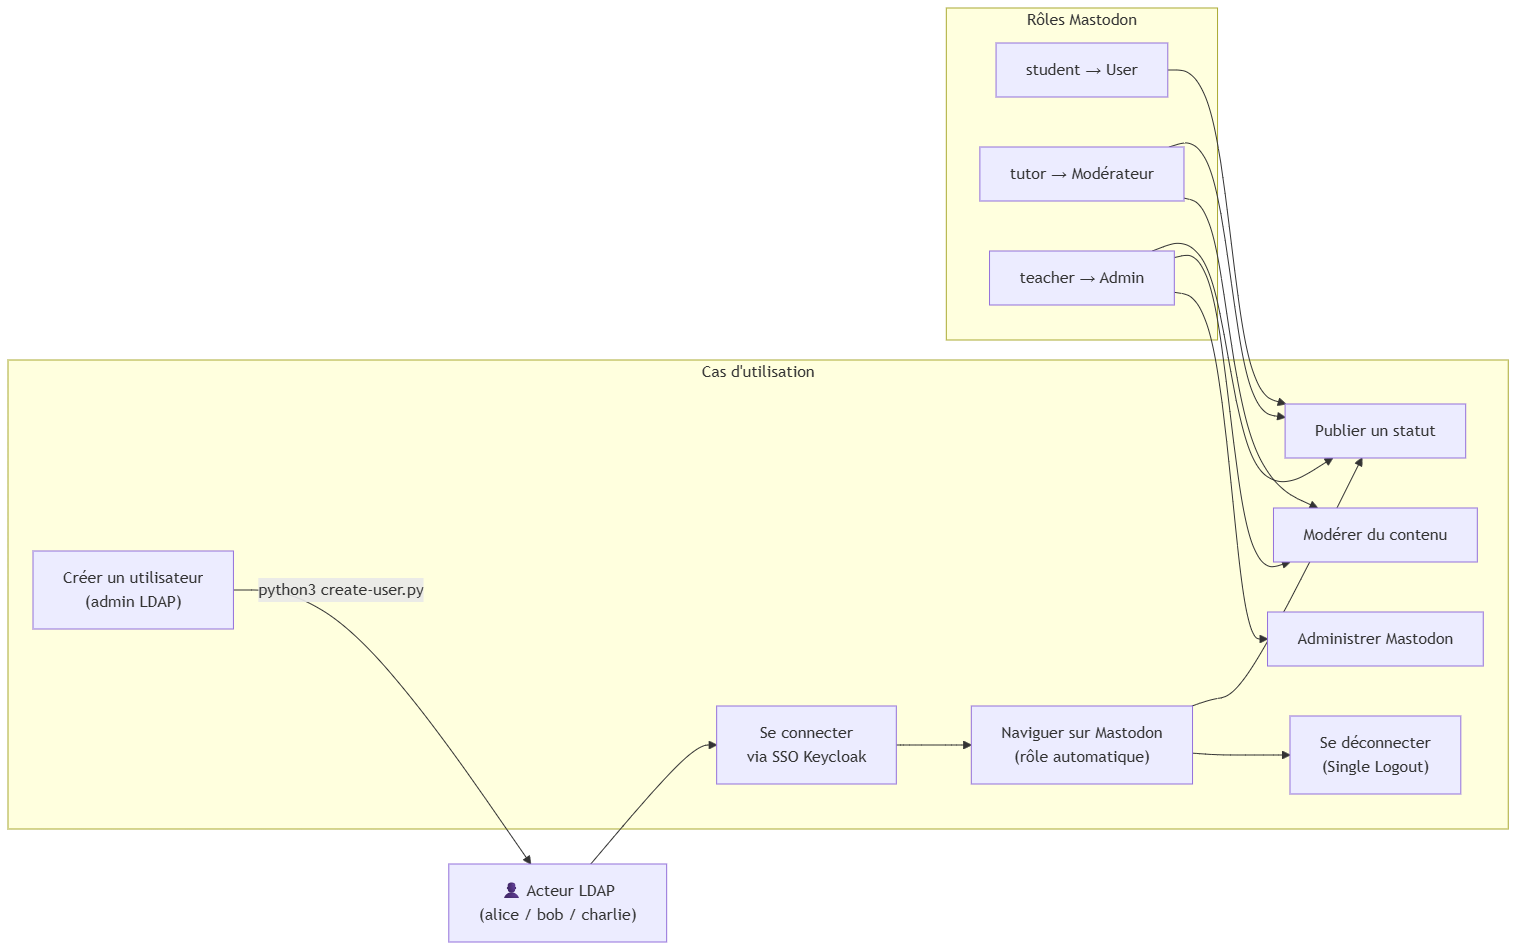 Rôles Mastodon
student → User
tutor → Modérateur
teacher → Admin
Cas d'utilisation
Publier un statut
Modérer du contenu
Créer un utilisateur
(admin LDAP)
python3 create-user.py
Administrer Mastodon
Se connecter
via SSO Keycloak
Naviguer sur Mastodon
(rôle automatique)
Se déconnecter
(Single Logout)
👤 Acteur LDAP
(alice / bob / charlie)